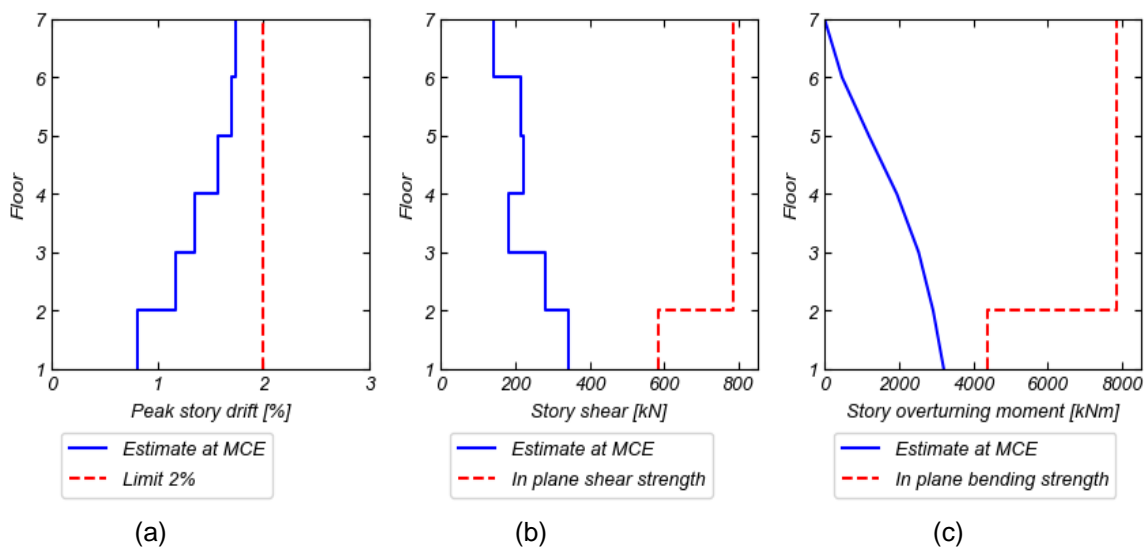 7
6
5
4
3
2
1
Floor
0 1 2 3
Peak story drift [%]
Estimate at MCE
Limit 2%
(a)
7
6
5
4
3
2
1
Floor
0 200 400 600 800
Story shear [kN]
Estimate at MCE
In plane shear strength
(b)
7
6
5
4
3
2
1
Floor
0 2000 4000 6000 8000
Story overturning moment [kNm]
Estimate at MCE
In plane bending strength
(c)